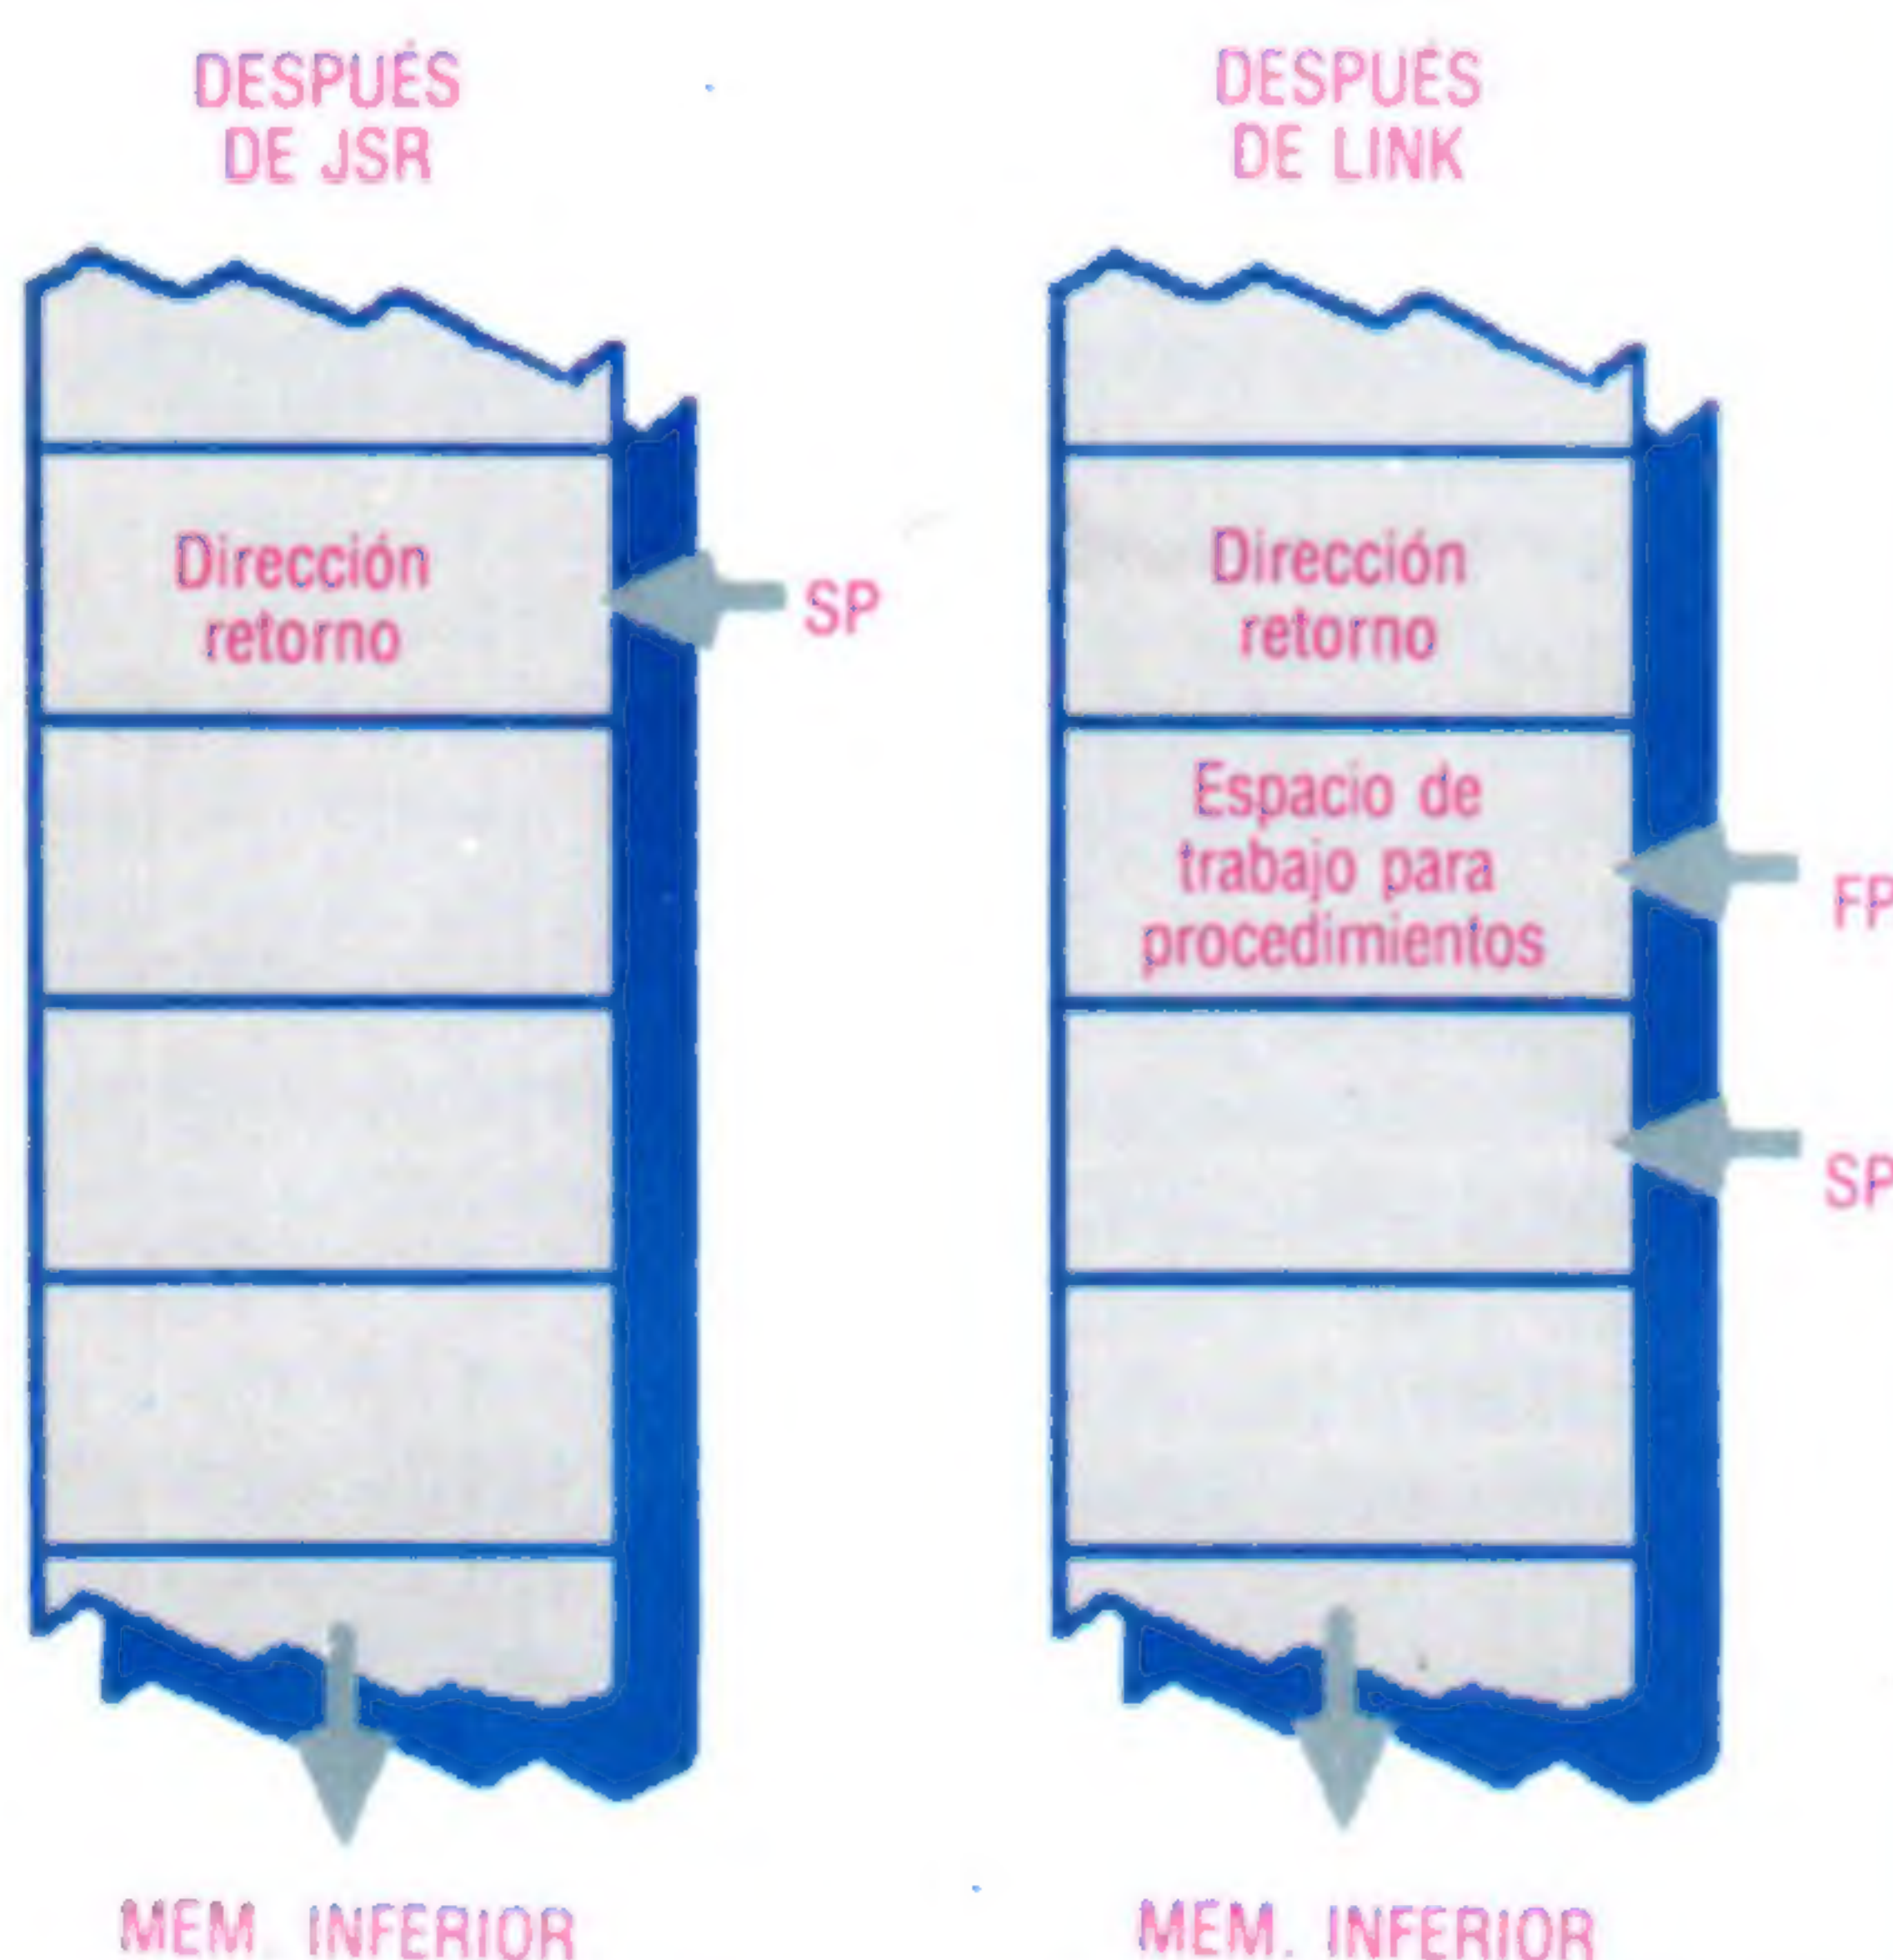 DESPUÉS
DE JSR
Dirección
retorno
SP
MEM. INFERIOR
DESPUÉS
DE LINK
Dirección
retorno
Espacio de
trabajo para
procedimientos
FP
SP
MEM. INFERIOR